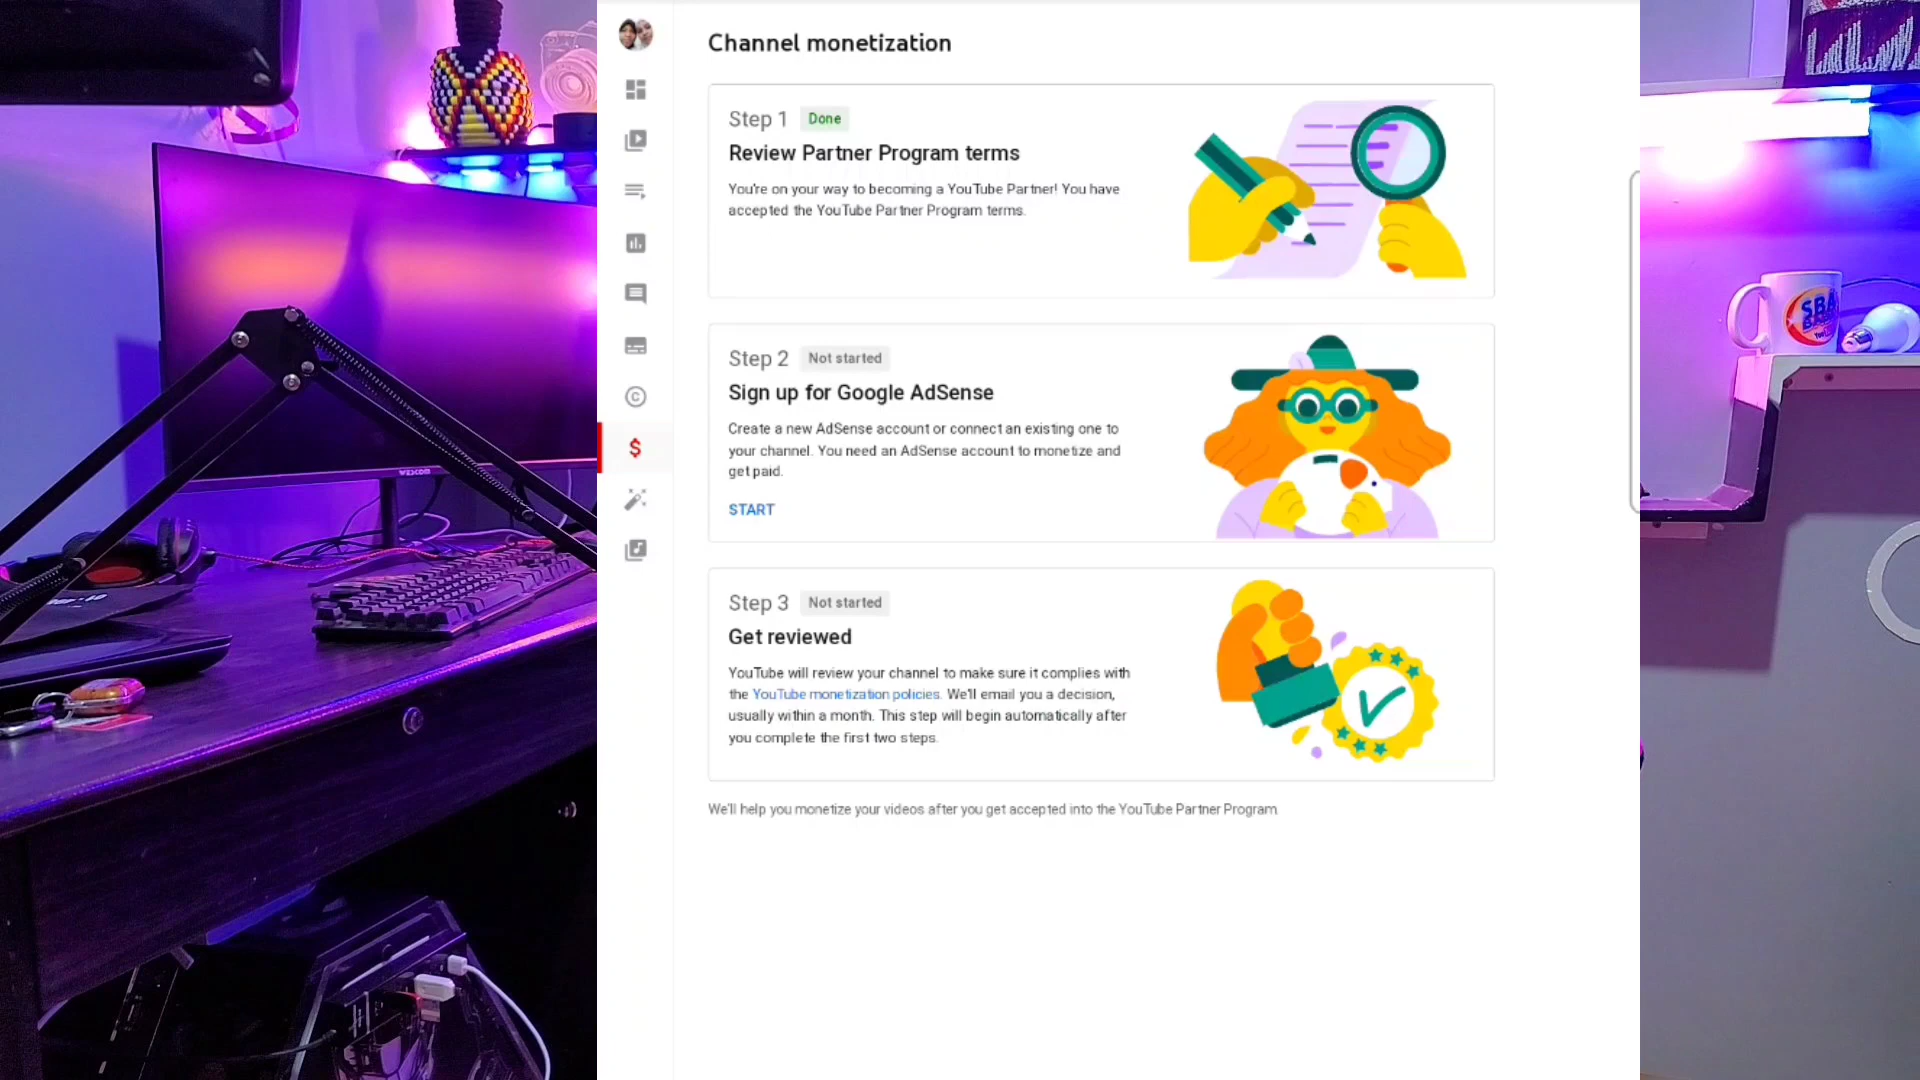 Channel monetization
Step 1 Done
Review Partner Program terms
You're on your way to becoming a YouTube Partner! You have
accepted the YouTube Partner Program terms.
Step 2 Not started
Sign up for Google AdSense
Create a new AdSense account or connect an existing one to
your channel. You need an AdSense account to monetize and
get paid.
START
Step 3 Not started
Get reviewed
YouTube will review your channel to make sure it complies with
the YouTube monetization policies. We'll email you a decision,
usually within a month. This step will begin automatically after
you complete the first two steps.
We'll help you monetize your videos after you get accepted into the YouTube Partner Program